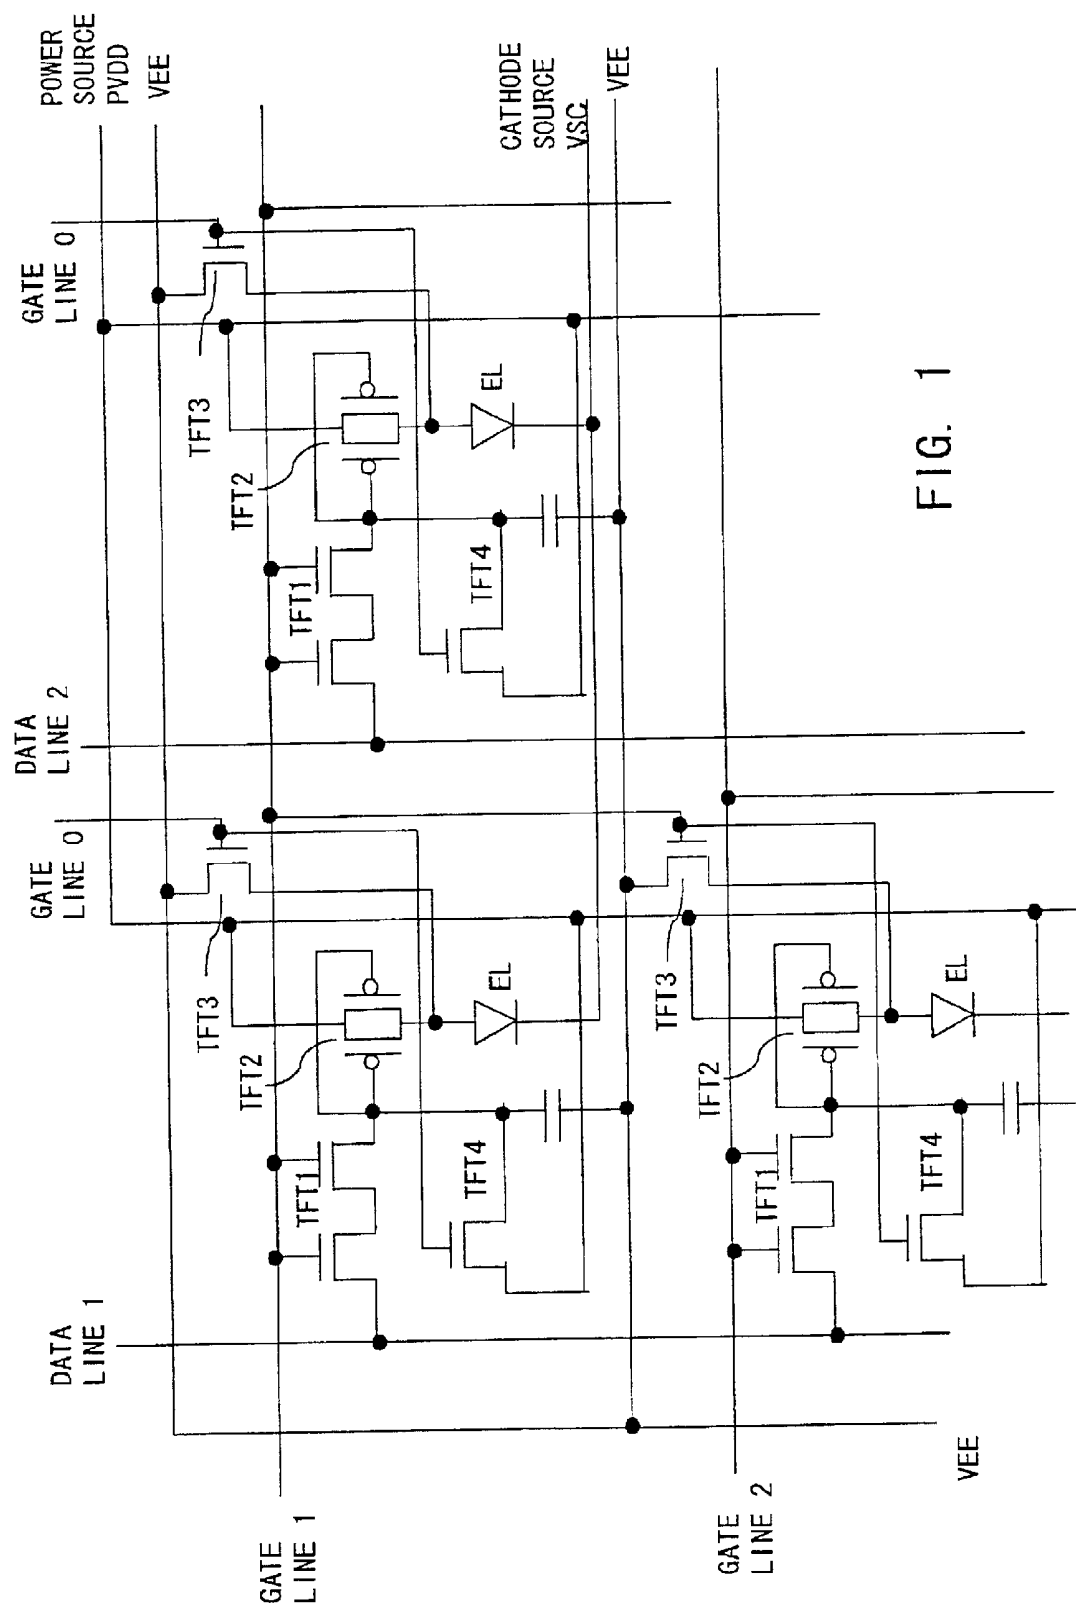 POWER
SOURCE
PVDD
VEE
GATE
LINE 0
CATHODE
SOURCE
VSC
VEE
TFT3
TFT2
EL
TFT1
TFT4
DATA
LINE 2
GATE
LINE 0
TFT3
TFT2
EL
TFT1
TFT4
TFT3
TFT2
EL
TFT1
TFT4
DATA
LINE 1
GATE
LINE 1
GATE
LINE 2
VEE
FIG. 1